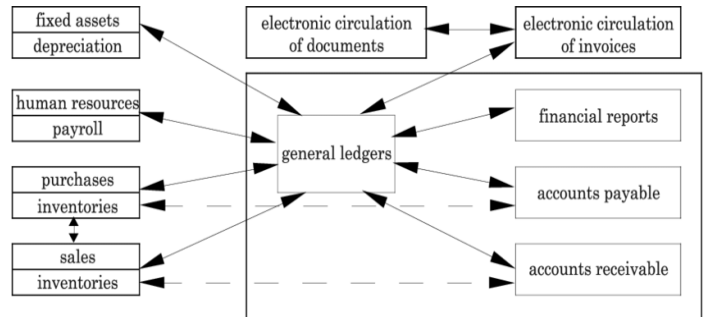 fixed assets
depreciation
electronic circulation
of documents
electronic circulation
of invoices
human resources
payroll
general ledgers
financial reports
purchases
inventories
accounts payable
sales
inventories
accounts receivable